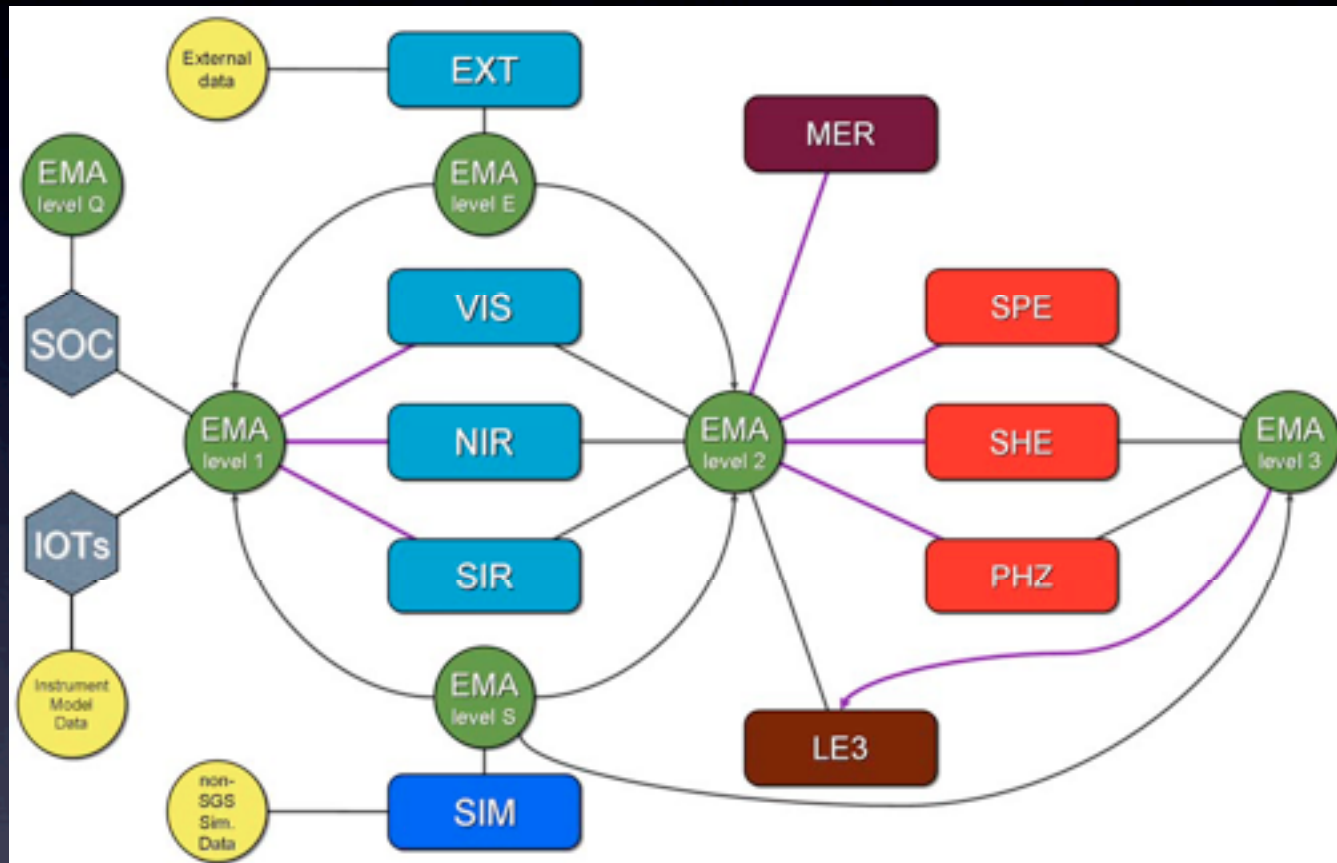 External
data
EXT
MER
EMA
level Q
EMA
level E
VIS
SPE
SOC
EMA
level 1
NIR
EMA
level 2
SHE
EMA
level 3
IOTs
SIR
PHZ
Instrument
Model
Data
EMA
level S
LE3
non-
SGS
Sim.
Data
SIM